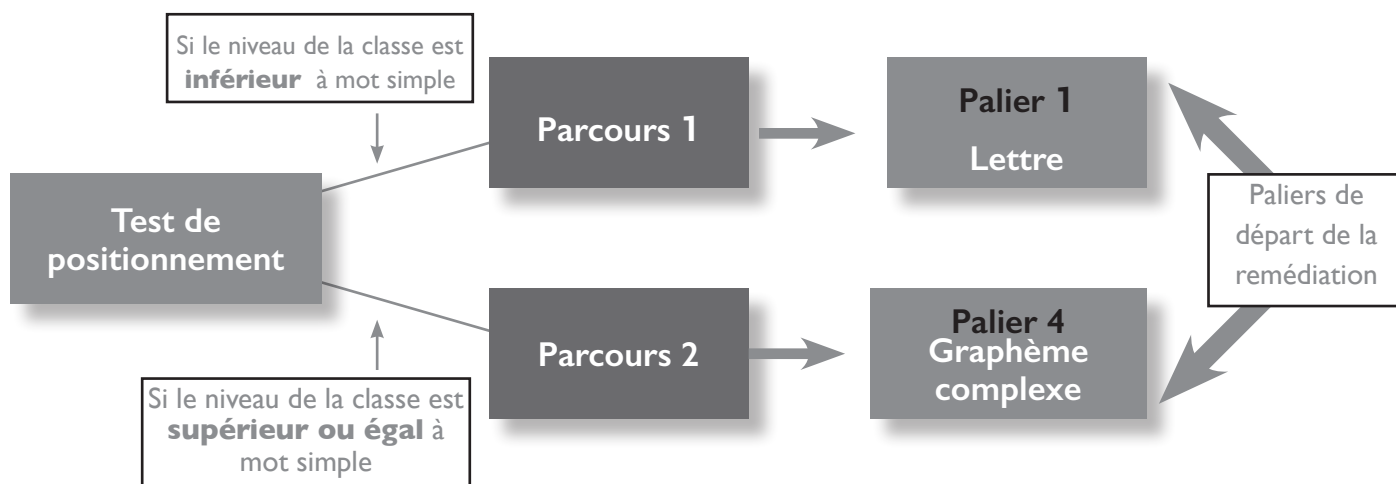 Si le niveau de la classe est
inférieur à mot simple
Parcours 1
Palier 1
Lettre
Test de
positionnement
Paliers de
départ de la
remédiation
Parcours 2
Palier 4
Graphème
complexe
Si le niveau de la classe est
supérieur ou égal à
mot simple